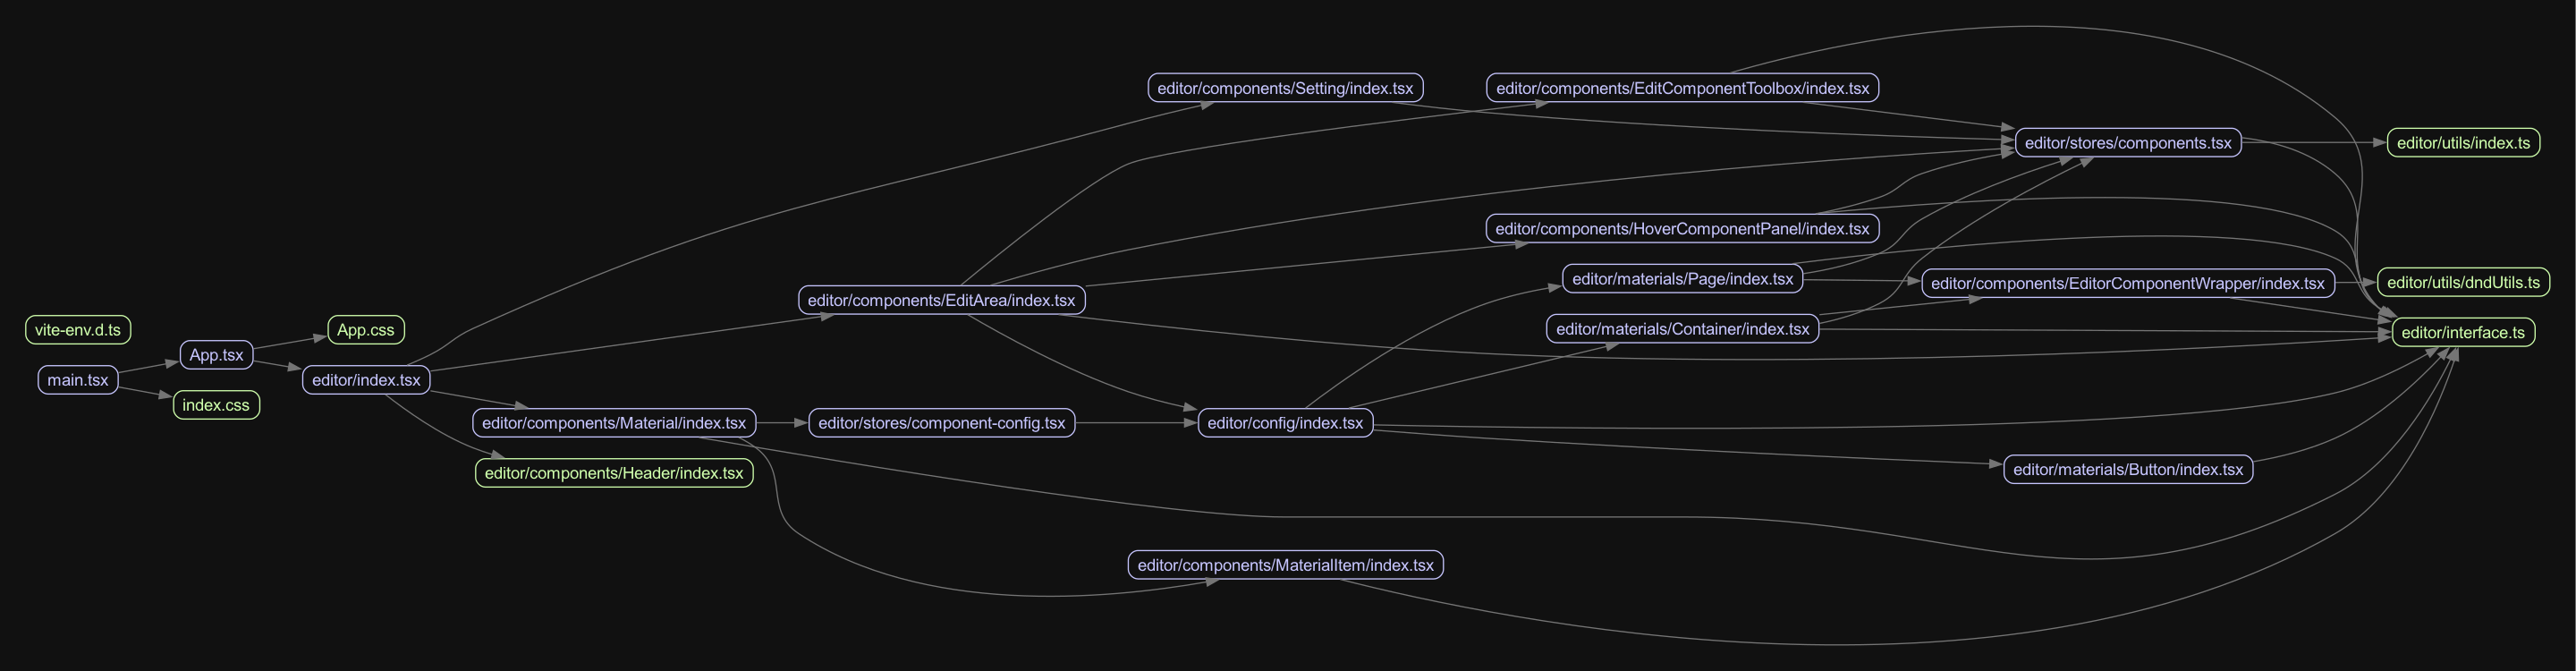 editor/components/Setting/index.tsx
editor/components/EditComponentToolbox/index.tsx
editor/stores/components.tsx
editor/utils/index.ts
editor/components/HoverComponentPanel/index.tsx
editor/materials/Page/index.tsx
editor/components/EditorComponentWrapper/index.tsx
editor/utils/dndUtils.ts
editor/components/EditArea/index.tsx
vite-env.d.ts
App.css
editor/materials/Container/index.tsx
editor/interface.ts
App.tsx
main.tsx
editor/index.tsx
index.css
editor/components/Material/index.tsx
editor/stores/component-config.tsx
editor/config/index.tsx
editor/components/Header/index.tsx
editor/materials/Button/index.tsx
editor/components/MaterialItem/index.tsx